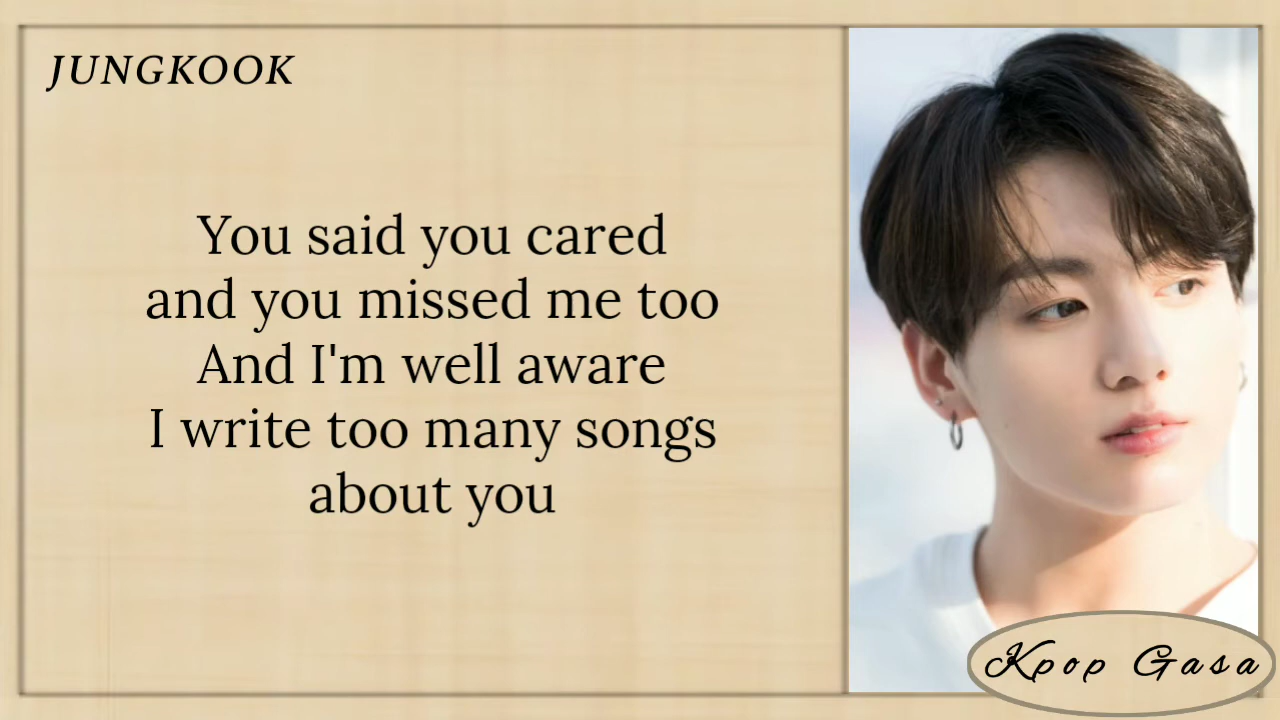 JUNGKOOK
You said you cared
and you missed me too
And I'm well aware
I write too many songs
about you
Kpop Gasa